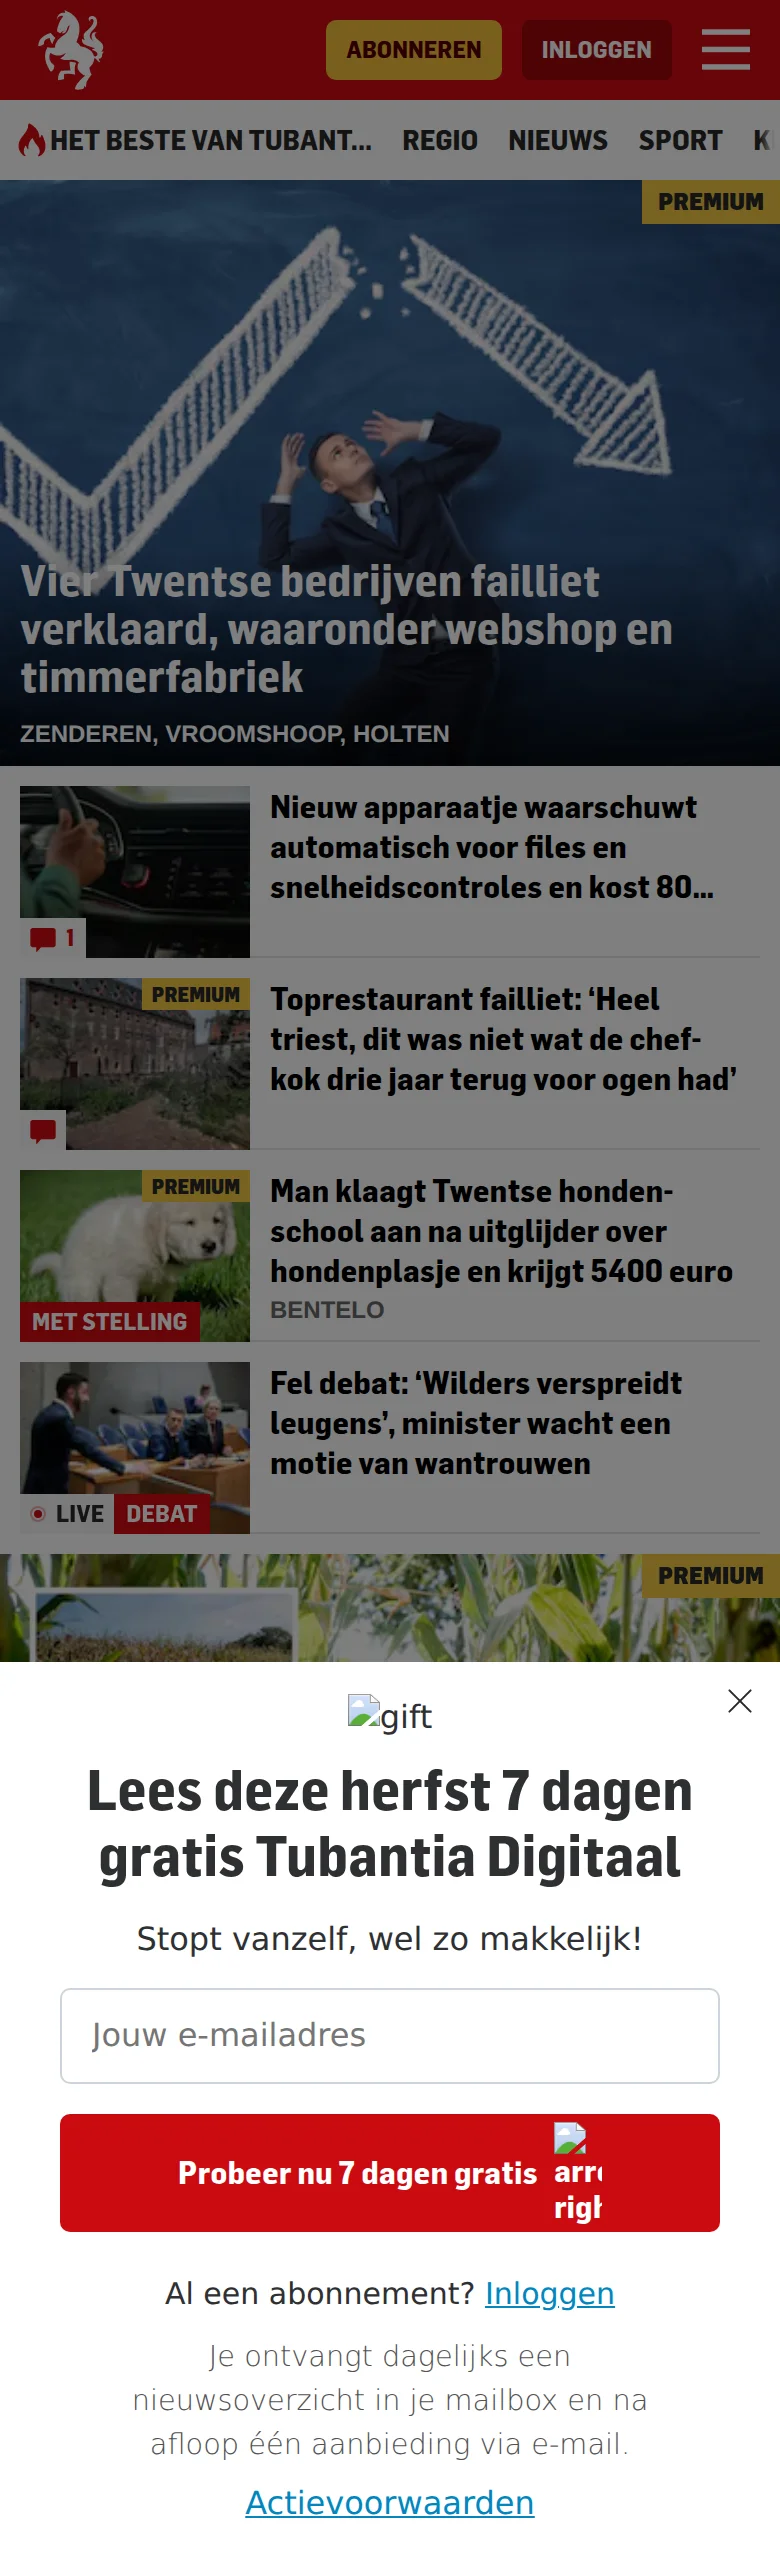 ABONNEREN
INLOGGEN
HET BESTE VAN TUBANT...
REGIO
NIEUWS
SPORT
PREMIUM
Vier Twentse bedrijven failliet
verklaard, waaronder webshop en
timmerfabriek
ZENDEREN, VROOMSHOOP, HOLTEN
Nieuw apparaatje waarschuwt
automatisch voor files en
snelheidscontroles en kost 80...
1
PREMIUM
Toprestaurant failliet: ‘Heel
triest, dit was niet wat de chef-
kok drie jaar terug voor ogen had’
PREMIUM
Man klaagt Twentse honden-
school aan na uitglijder over
hondenplasje en krijgt 5400 euro
MET STELLING
BENTELO
Fel debat: ‘Wilders verspreidt
leugens’, minister wacht een
motie van wantrouwen
LIVE
DEBAT
PREMIUM
gift
Lees deze herfst 7 dagen
gratis Tubantia Digitaal
Stopt vanzelf, wel zo makkelijk!
Jouw e-mailadres
Probeer nu 7 dagen gratis
Al een abonnement? Inloggen
Je ontvangt dagelijks een
nieuwsoverzicht in je mailbox en na
afloop één aanbieding via e-mail.
Actievoorwaarden